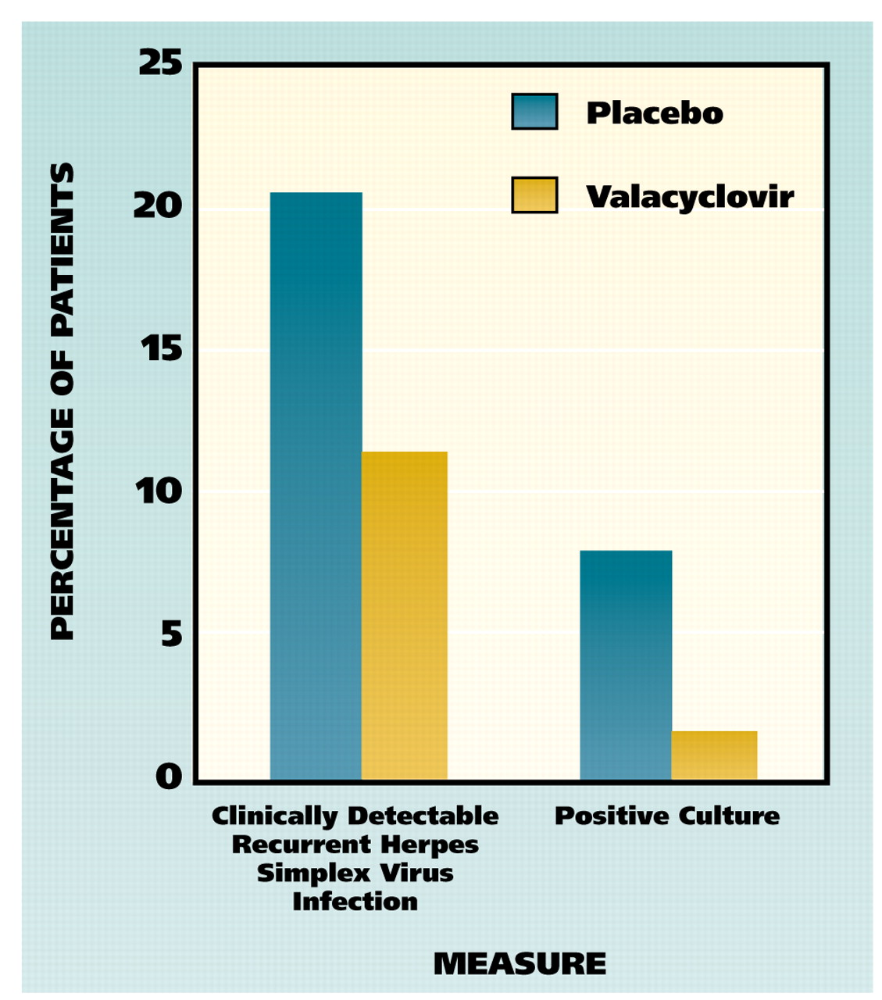 PERCENTAGE OF PATIENTS
25
20
15
10
5
0
Placebo
Valacyclovir
Clinically Detectable
Recurrent Herpes
Simplex Virus
Infection
Positive Culture
MEASURE